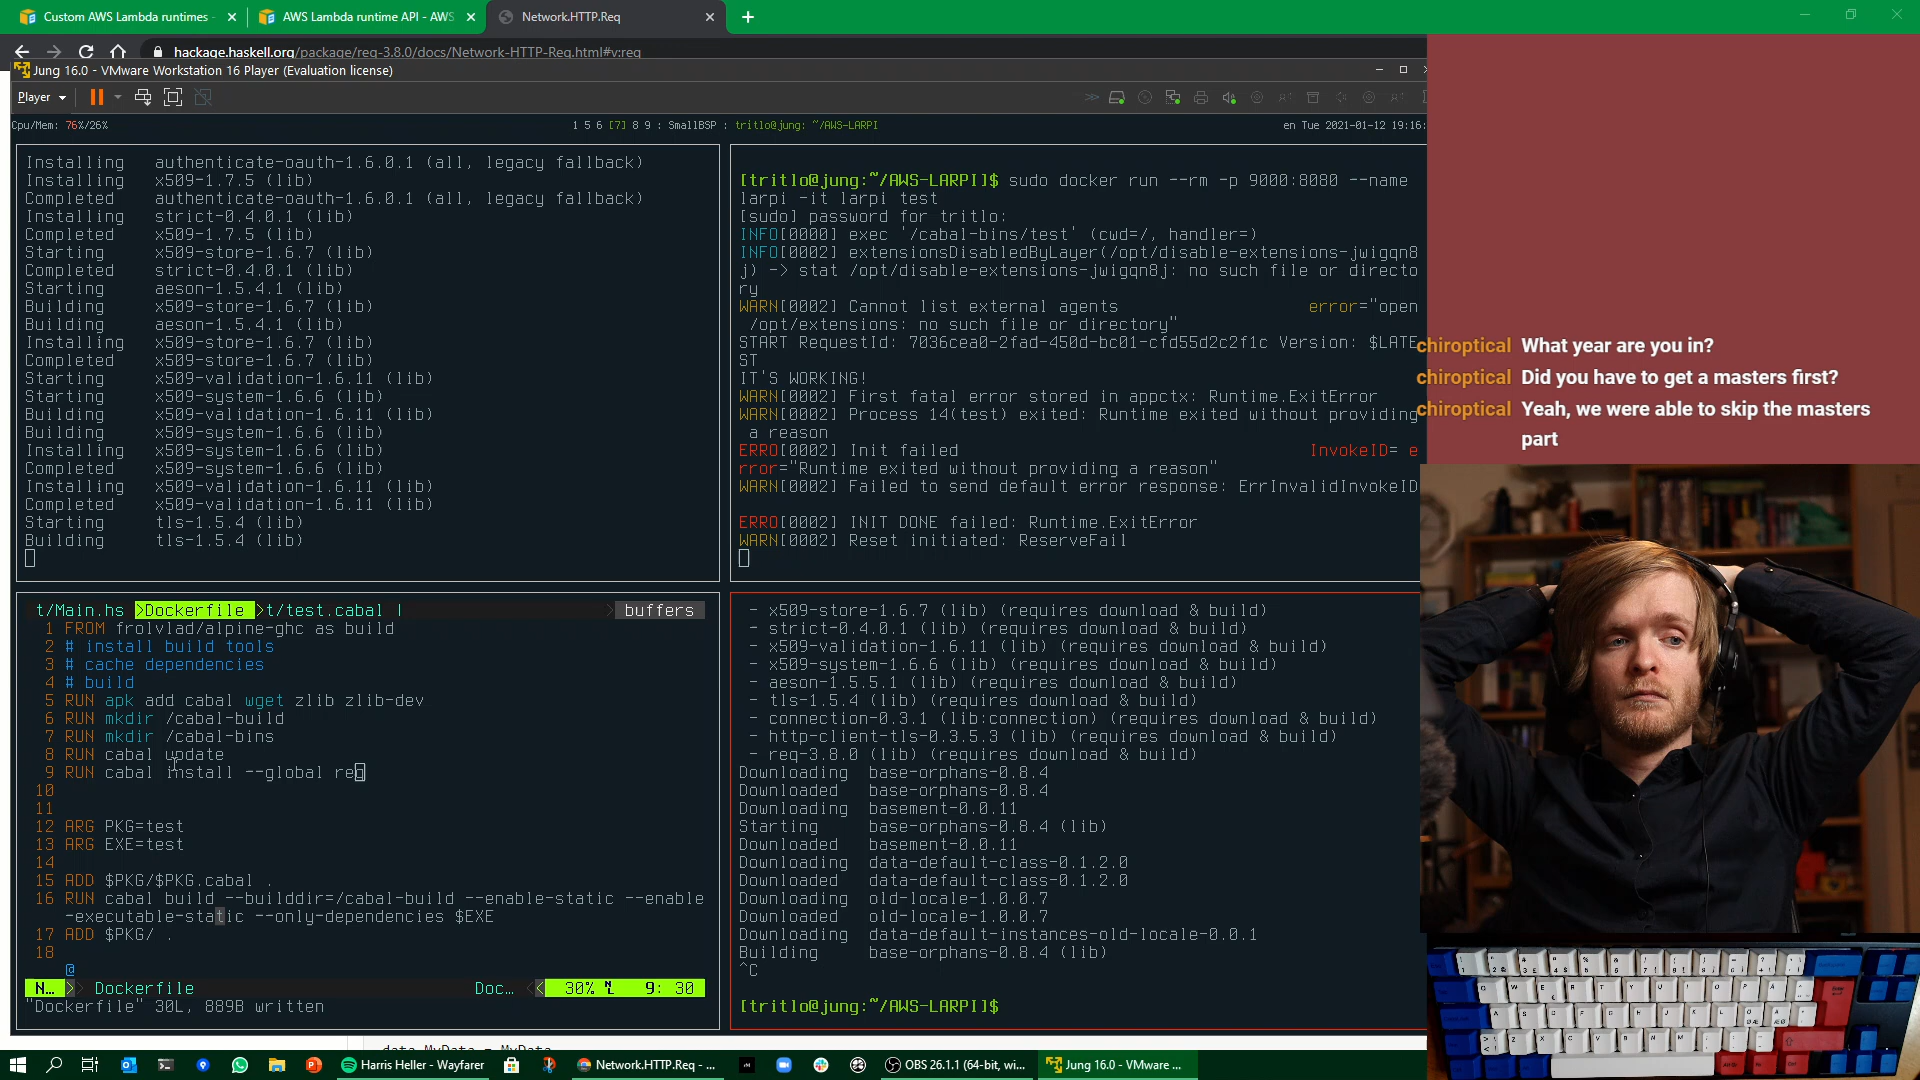 Custom AWS Lambda runtimes -
AWS Lambda runtime API - AWS
Network.HTTP.Req
hackage.haskell.org/package/req-3.8.0/docs/Network-HTTP-Req.html#v:req
Jung 16.0 - VMware Workstation 16 Player (Evaluation license)
Player
Cpu/Mem: 76%/26%
1 5 6 [7] 8 9 : SmallBSP : tritlo@jung: ~/AWS-LARPI
en Tue 2021-01-12 19:16:
Installing authenticate-oauth-1.6.0.1 (all, legacy fallback)
Installing x509-1.7.5 (lib)
Completed authenticate-oauth-1.6.0.1 (all, legacy fallback)
Installing strict-0.4.0.1 (lib)
Completed x509-1.7.5 (lib)
Starting x509-store-1.6.7 (lib)
Completed strict-0.4.0.1 (lib)
Starting aeson-1.5.4.1 (lib)
Building x509-store-1.6.7 (lib)
Building aeson-1.5.4.1 (lib)
Installing x509-store-1.6.7 (lib)
Completed x509-store-1.6.7 (lib)
Starting x509-validation-1.6.11 (lib)
Starting x509-system-1.6.6 (lib)
Building x509-validation-1.6.11 (lib)
Building x509-system-1.6.6 (lib)
Installing x509-system-1.6.6 (lib)
Completed x509-system-1.6.6 (lib)
Installing x509-validation-1.6.11 (lib)
Completed x509-validation-1.6.11 (lib)
Starting tls-1.5.4 (lib)
Building tls-1.5.4 (lib)
[tritlo@jung:~/AWS-LARPI]$ sudo docker run --rm -p 9000:8080 --name
larpi -it larpi test
[sudo] password for tritlo:
INFO[0000] exec '/cabal-bins/test' (cwd=/, handler=)
INFO[0002] extensionsDisabledByLayer(/opt/disable-extensions-jwigqn8
j) -> stat /opt/disable-extensions-jwigqn8j: no such file or directo
ry
WARN[0002] Cannot list external agents error="open
/opt/extensions: no such file or directory"
START RequestId: 7036cea0-2fad-450d-bc01-cfd55d2c2f1c Version: $LATE
ST
IT'S WORKING!
WARN[0002] First fatal error stored in appctx: Runtime.ExitError
WARN[0002] Process 14(test) exited: Runtime exited without providing
a reason
ERRO[0002] Init failed InvokeID= e
rror="Runtime exited without providing a reason"
WARN[0002] Failed to send default error response: ErrInvalidInvokeID
ERRO[0002] INIT DONE failed: Runtime.ExitError
WARN[0002] Reset initiated: ReserveFail
chiroptical What year are you in?
chiroptical Did you have to get a masters first?
chiroptical Yeah, we were able to skip the masters
part
t/Main.hs >Dockerfile >t/test.cabal | > buffers
1 FROM frolvlad/alpine-ghc as build
2 # install build tools
3 # cache dependencies
4 # build
5 RUN apk add cabal wget zlib zlib-dev
6 RUN mkdir /cabal-build
7 RUN mkdir /cabal-bins
8 RUN cabal update
9 RUN cabal install --global req
10
11
12 ARG PKG=test
13 ARG EXE=test
14
15 ADD $PKG/$PKG.cabal .
16 RUN cabal build --builddir=/cabal-build --enable-static --enable
-executable-static --only-dependencies $EXE
17 ADD $PKG/ .
18
@
N... > Dockerfile Doc... < 30% 9: 30
"Dockerfile" 30L, 889B written
- x509-store-1.6.7 (lib) (requires download & build)
- strict-0.4.0.1 (lib) (requires download & build)
- x509-validation-1.6.11 (lib) (requires download & build)
- x509-system-1.6.6 (lib) (requires download & build)
- aeson-1.5.5.1 (lib) (requires download & build)
- tls-1.5.4 (lib) (requires download & build)
- connection-0.3.1 (lib:connection) (requires download & build)
- http-client-tls-0.3.5.3 (lib) (requires download & build)
- req-3.8.0 (lib) (requires download & build)
Downloading base-orphans-0.8.4
Downloaded base-orphans-0.8.4
Downloading basement-0.0.11
Starting base-orphans-0.8.4 (lib)
Downloaded basement-0.0.11
Downloading data-default-class-0.1.2.0
Downloaded data-default-class-0.1.2.0
Downloading old-locale-1.0.0.7
Downloaded old-locale-1.0.0.7
Downloading data-default-instances-old-locale-0.0.1
Building base-orphans-0.8.4 (lib)
^C
[tritlo@jung:~/AWS-LARPI]$
data MyData = MyData
Harris Heller - Wayfarer
Network.HTTP.Req - ...
OBS 26.1.1 (64-bit, wi...
Jung 16.0 - VMware ...